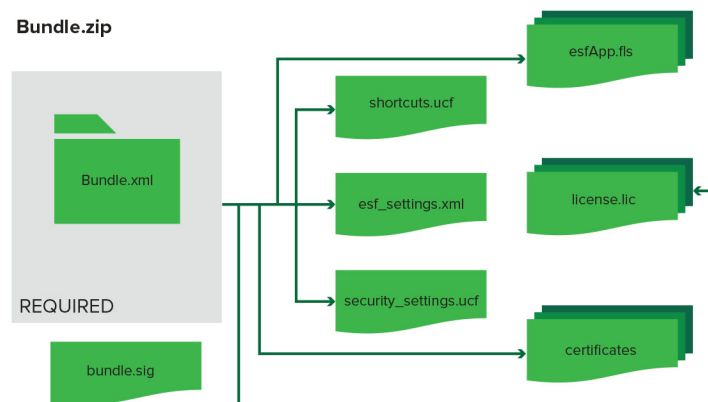 Bundle.zip
esfApp.fls
shortcuts.ucf
Bundle.xml
esf_settings.xml
license.lic
security_settings.ucf
REQUIRED
certificates
bundle.sig